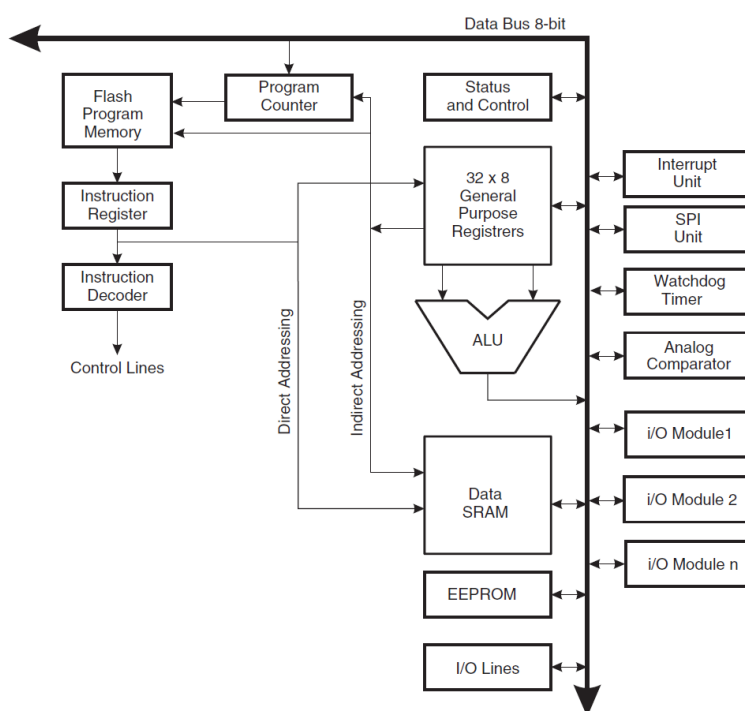 Data Bus 8-bit
Flash
Program
Memory
Program
Counter
Status
and Control
Interrupt
Unit
32 x 8
General
Purpose
Registrers
Instruction
Register
SPI
Unit
Instruction
Decoder
Watchdog
Timer
ALU
Control Lines
Analog
Comparator
Direct Addressing
Indirect Addressing
i/O Module1
Data
SRAM
i/O Module 2
i/O Module n
EEPROM
I/O Lines